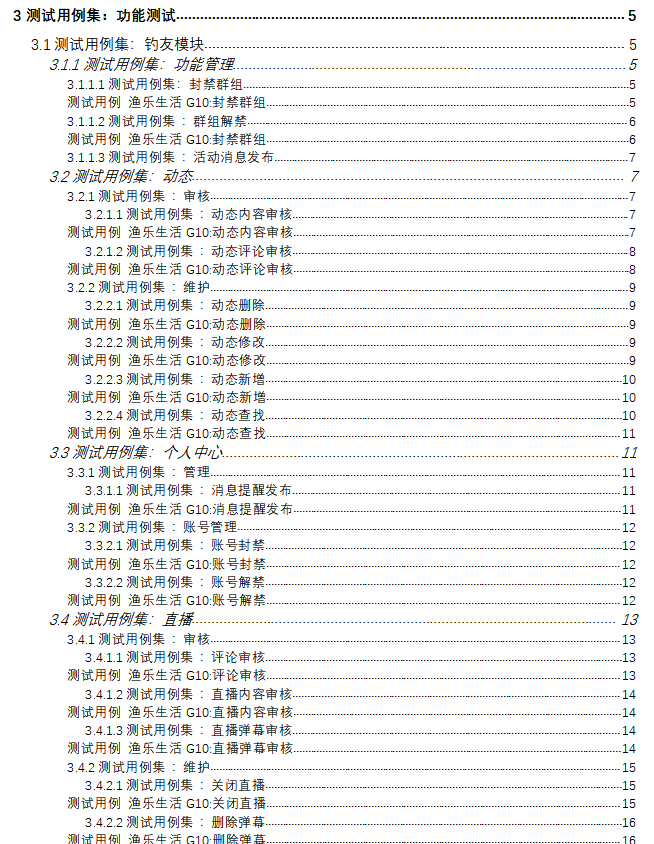 3 测试用例集：功能测试 5
3.1 测试用例集：钓友模块 5
3.1.1 测试用例集：功能管理 5
3.1.1.1 测试用例集：封禁群组 5
测试用例 渔乐生活 G10:封禁群组 5
3.1.1.2 测试用例集：群组解禁 6
测试用例 渔乐生活 G10:封禁群组 6
3.1.1.3 测试用例集：活动消息发布 7
3.2 测试用例集：动态 7
3.2.1 测试用例集：审核 7
3.2.1.1 测试用例集：动态内容审核 7
测试用例 渔乐生活 G10:动态内容审核 7
3.2.1.2 测试用例集：动态评论审核 8
测试用例 渔乐生活 G10:动态评论审核 8
3.2.2 测试用例集：维护 9
3.2.2.1 测试用例集：动态删除 9
测试用例 渔乐生活 G10:动态删除 9
3.2.2.2 测试用例集：动态修改 9
测试用例 渔乐生活 G10:动态修改 9
3.2.2.3 测试用例集：动态新增 10
测试用例 渔乐生活 G10:动态新增 10
3.2.2.4 测试用例集：动态查找 10
测试用例 渔乐生活 G10:动态查找 11
3.3 测试用例集：个人中心 11
3.3.1 测试用例集：管理 11
3.3.1.1 测试用例集：消息提醒发布 11
测试用例 渔乐生活 G10:消息提醒发布 11
3.3.2 测试用例集：账号管理 12
3.3.2.1 测试用例集：账号封禁 12
测试用例 渔乐生活 G10:账号封禁 12
3.3.2.2 测试用例集：账号解禁 12
测试用例 渔乐生活 G10:账号解禁 12
3.4 测试用例集：直播 13
3.4.1 测试用例集：审核 13
3.4.1.1 测试用例集：评论审核 13
测试用例 渔乐生活 G10:评论审核 13
3.4.1.2 测试用例集：直播内容审核 14
测试用例 渔乐生活 G10:直播内容审核 14
3.4.1.3 测试用例集：直播弹幕审核 14
测试用例 渔乐生活 G10:直播弹幕审核 14
3.4.2 测试用例集：维护 15
3.4.2.1 测试用例集：关闭直播 15
测试用例 渔乐生活 G10:关闭直播 15
3.4.2.2 测试用例集：删除弹幕 16
测试用例 渔乐生活 G10:删除弹幕 16